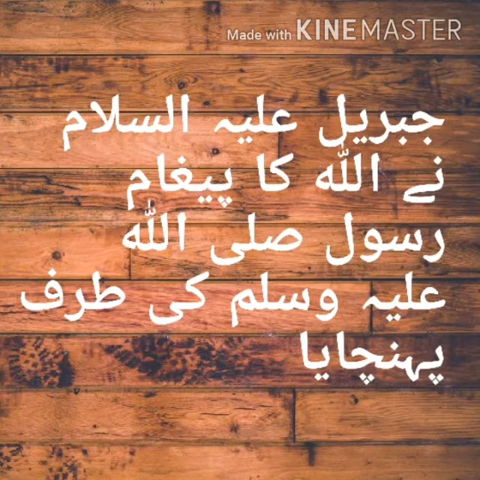 Made with KINEMASTER
جبریل علیہ السلام
نے اللہ کا پیغام
رسول صلی اللہ
علیہ وسلم کی طرف
پہنچایا